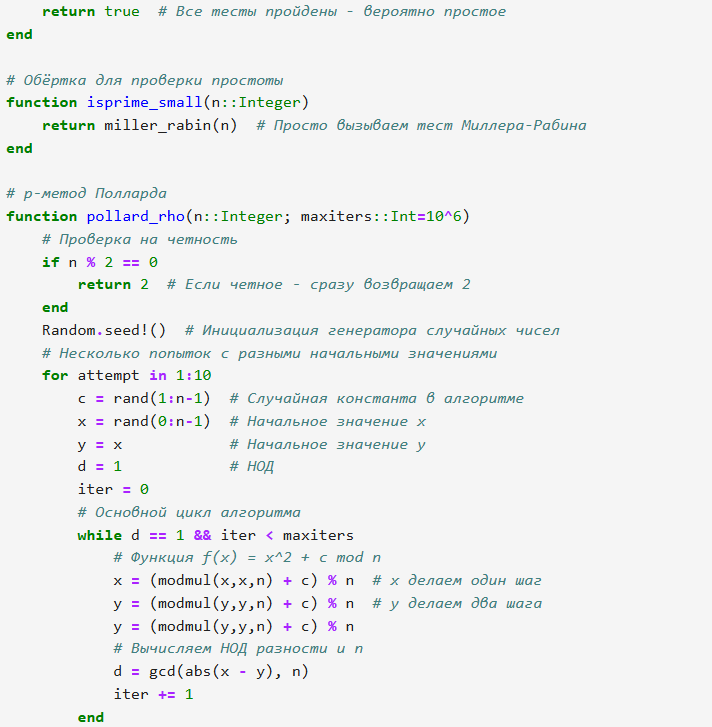 return true  # Все тесты пройдены - вероятно простое
end

# Обёртка для проверки простоты
function isprime_small(n::Integer)
    return miller_rabin(n)  # Просто вызываем тест Миллера-Рабина
end

# p-метод Полларда
function pollard_rho(n::Integer; maxiters::Int=10^6)
    # Проверка на четность
    if n % 2 == 0
        return 2  # Если четное - сразу возвращаем 2
    end
    Random.seed!()  # Инициализация генератора случайных чисел
    # Несколько попыток с разными начальными значениями
    for attempt in 1:10
        c = rand(1:n-1)  # Случайная константа в алгоритме
        x = rand(0:n-1)  # Начальное значение x
        y = x            # Начальное значение y
        d = 1            # НОД
        iter = 0
        # Основной цикл алгоритма
        while d == 1 && iter < maxiters
            # Функция f(x) = x^2 + c mod n
            x = (modmul(x,x,n) + c) % n  # x делаем один шаг
            y = (modmul(y,y,n) + c) % n  # y делаем два шага
            y = (modmul(y,y,n) + c) % n
            # Вычисляем НОД разности и n
            d = gcd(abs(x - y), n)
            iter += 1
        end